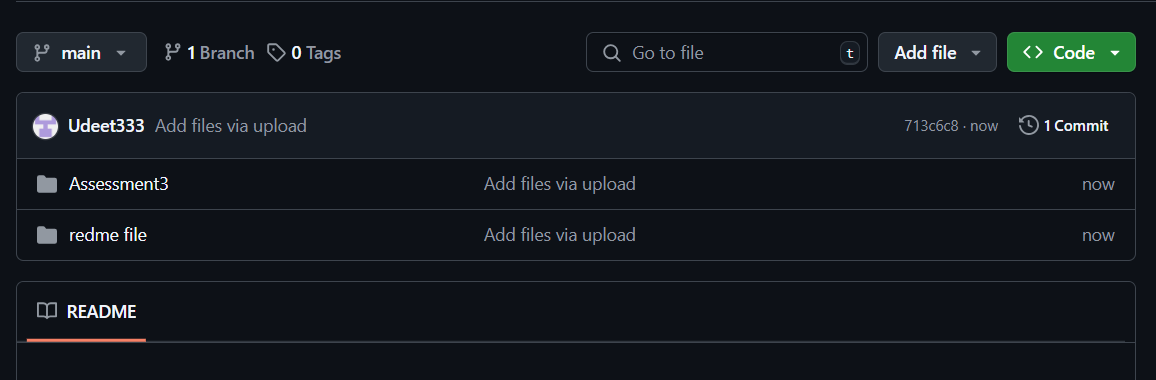 main 1 Branch 0 Tags Go to file t Add file Code
Udeet333 Add files via upload 713c6c8 · now 1 Commit
Assessment3 Add files via upload now
redme file Add files via upload now
README